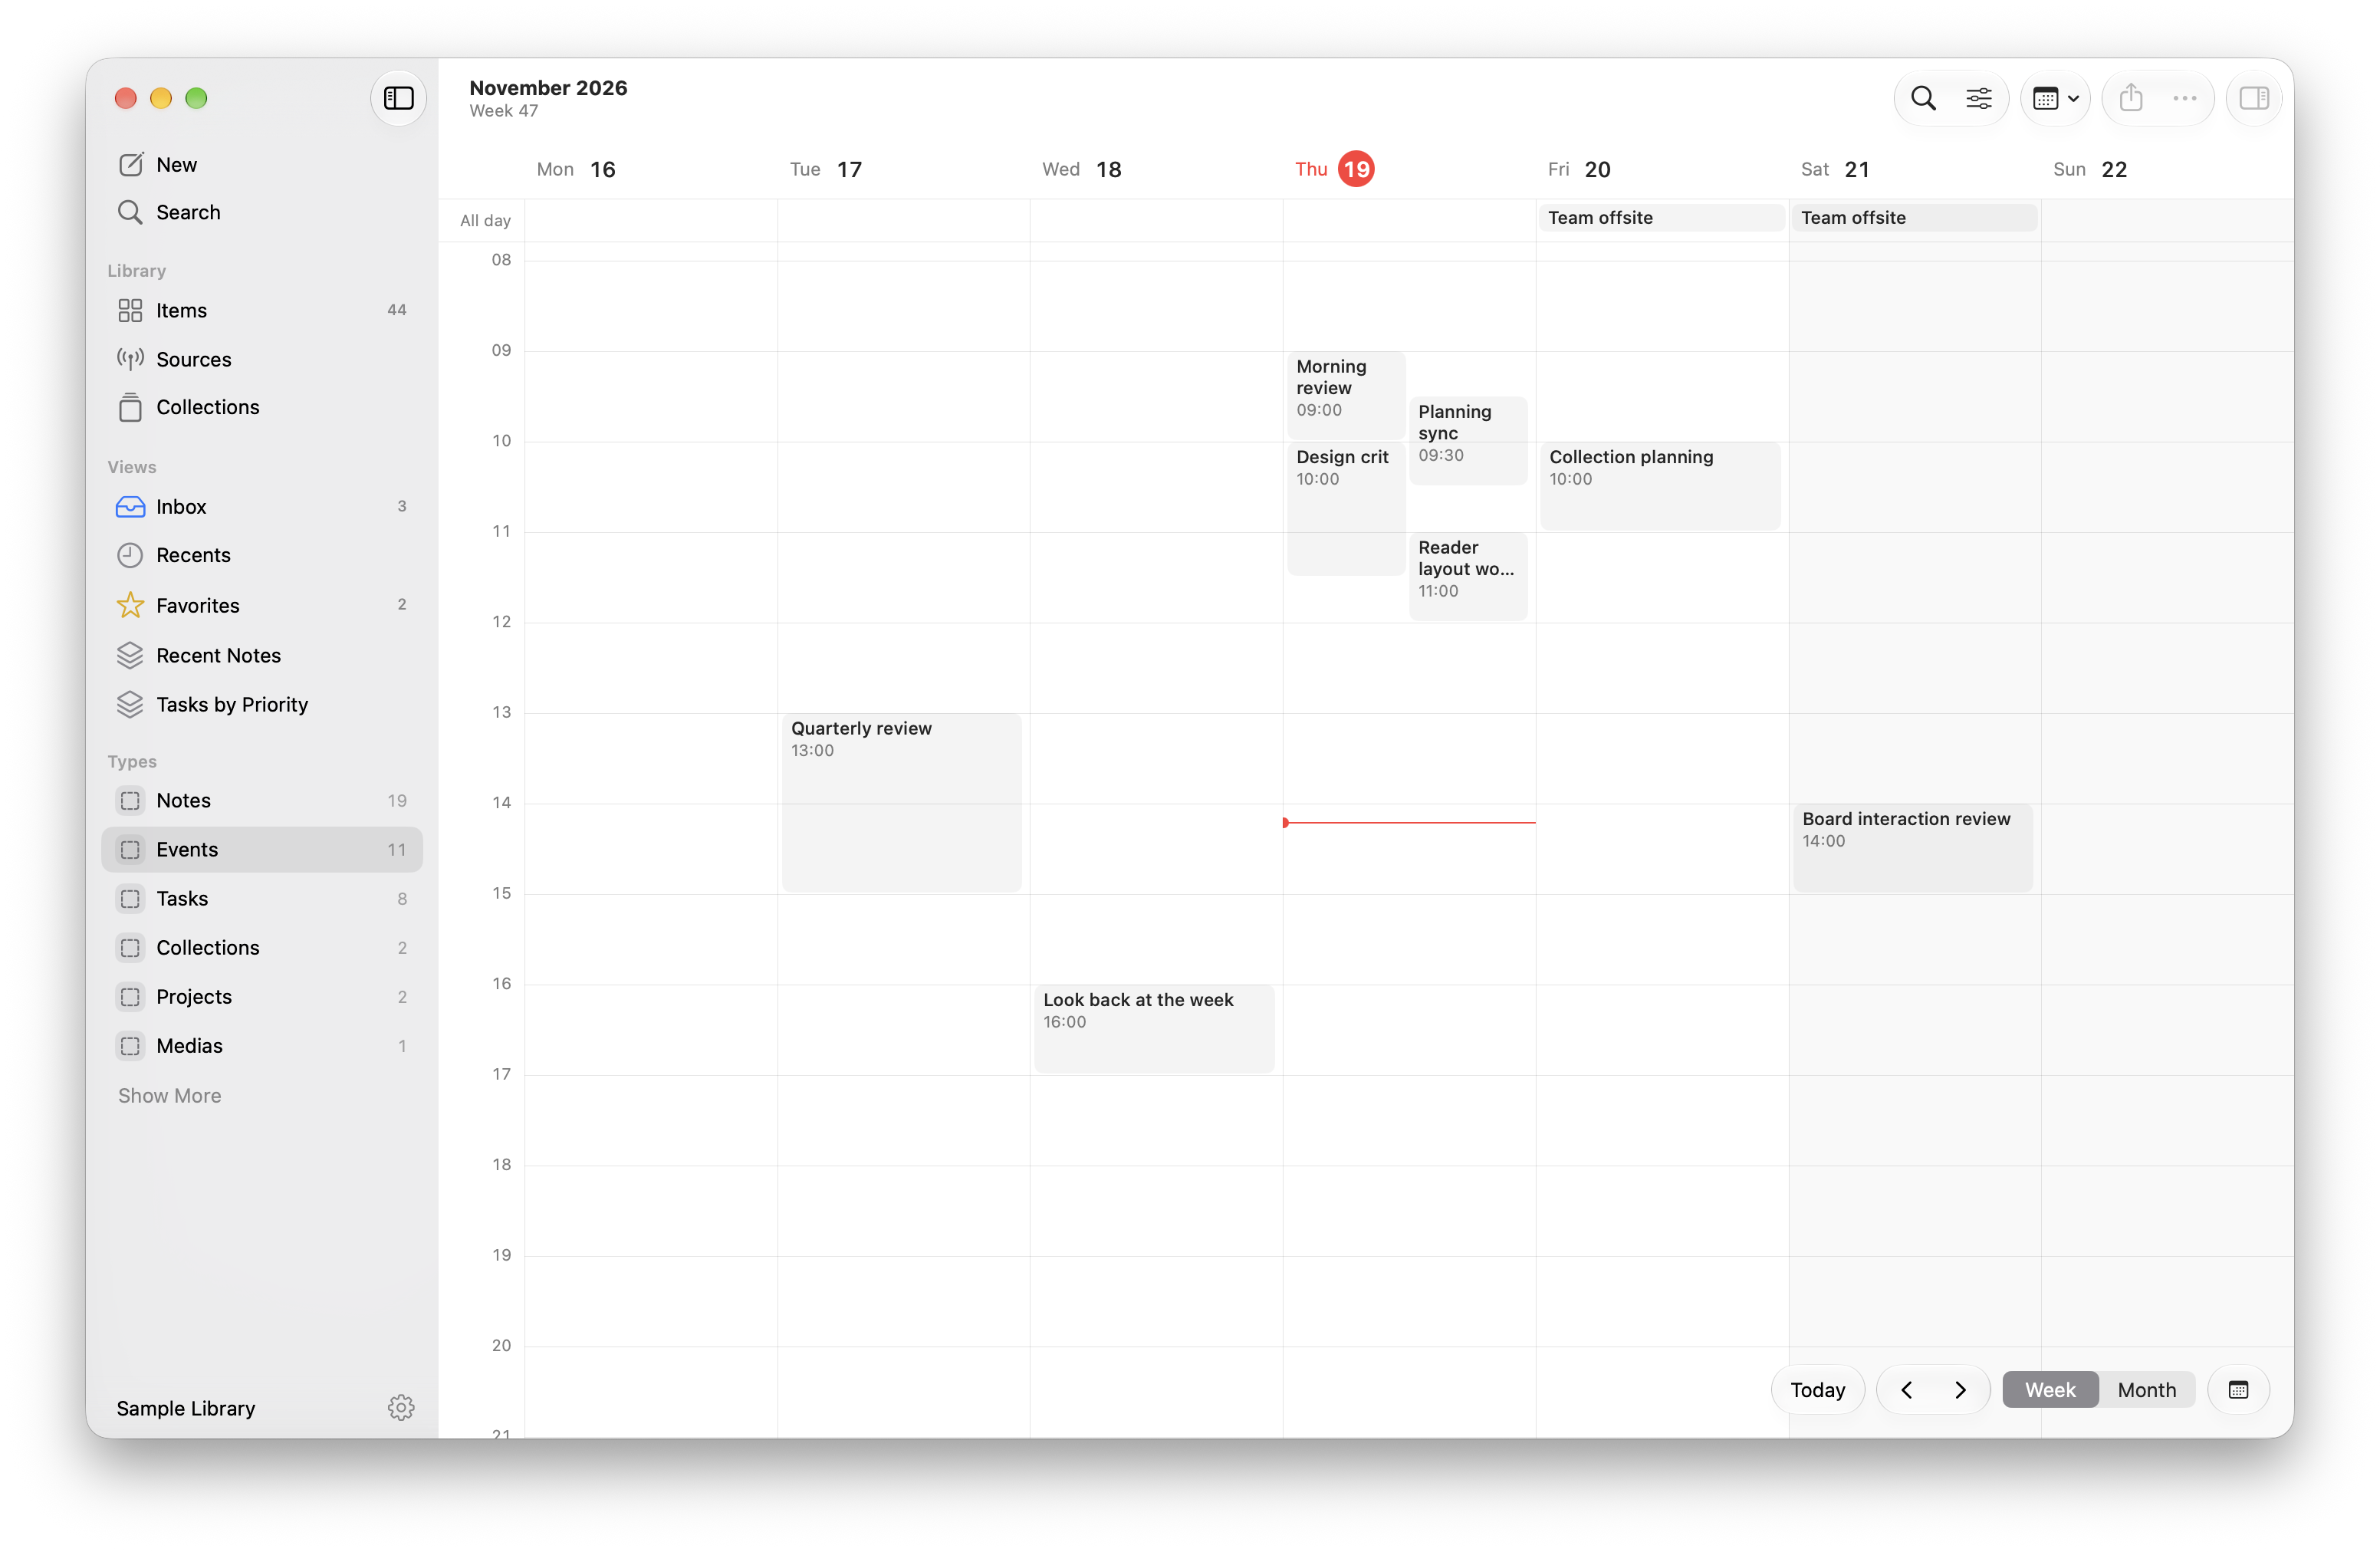 November 2026
Week 47
New
Search
Library
Items 44
Sources
Collections
Views
Inbox 3
Recents
Favorites 2
Recent Notes
Tasks by Priority
Types
Notes 19
Events 11
Tasks 8
Collections 2
Projects 2
Medias 1
Show More
Sample Library
Mon 16 Tue 17 Wed 18 Thu 19 Fri 20 Sat 21 Sun 22
All day Team offsite Team offsite
08
09
Morning
review
09:00
Planning
sync
09:30
10
Design crit
10:00
Collection planning
10:00
11
Reader
layout wo...
11:00
12
13
Quarterly review
13:00
14
Board interaction review
14:00
15
16
Look back at the week
16:00
17
18
19
20
21
Today Week Month